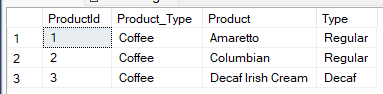 ProductId Product_Type Product Type
1 1 Coffee Amaretto Regular
2 2 Coffee Columbian Regular
3 3 Coffee Decaf Irish Cream Decaf